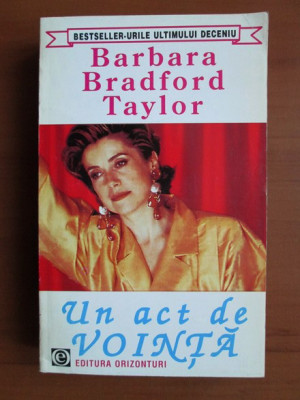 BESTSELLER-URILE ULTIMULUI DECENIU
Barbara
Bradford
Taylor
Un act de
VOINȚĂ
e EDITURA ORIZONTURI